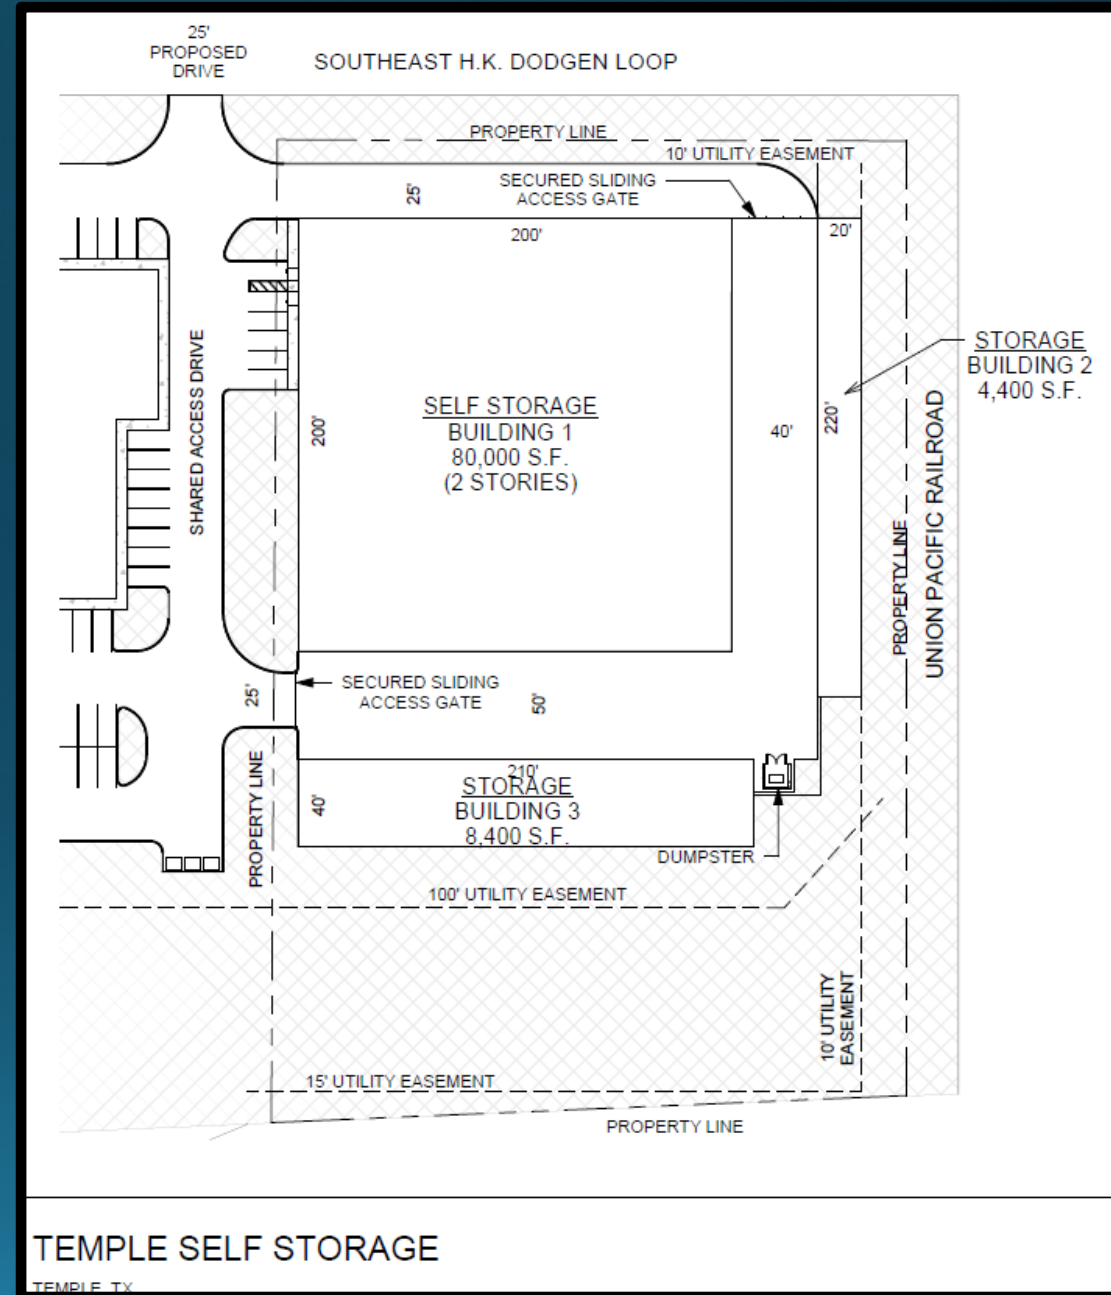 25'
PROPOSED
DRIVE
SOUTHEAST H.K. DODGEN LOOP
PROPERTY LINE
10' UTILITY EASEMENT
SECURED SLIDING
ACCESS GATE
25'
200'
20'
STORAGE
BUILDING 2
4,400 S.F.
SHARED ACCESS DRIVE
SELF STORAGE
BUILDING 1
80,000 S.F.
(2 STORIES)
200'
40'
220'
UNION PACIFIC RAILROAD
PROPERTY LINE
SECURED SLIDING
ACCESS GATE
25'
50'
PROPERTY LINE
210'
STORAGE
BUILDING 3
8,400 S.F.
40'
DUMPSTER
100' UTILITY EASEMENT
10' UTILITY
EASEMENT
15' UTILITY EASEMENT
PROPERTY LINE
TEMPLE SELF STORAGE
TEMPLE, TX